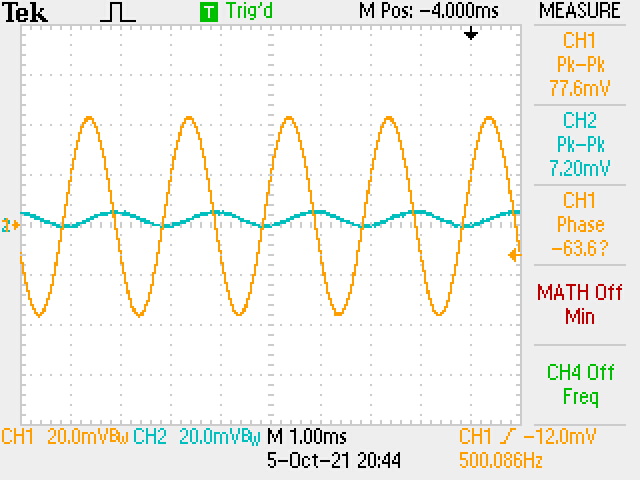 Tek T Trig'd M Pos: -4.000ms MEASURE
CH1
Pk-Pk
77.6mV
CH2
Pk-Pk
7.20mV
CH1
Phase
-63.6?
MATH Off
Min
CH4 Off
Freq
2
CH1 20.0mVBw CH2 20.0mVBw M 1.00ms CH1 / -12.0mV
5-Oct-21 20:44 500.086Hz